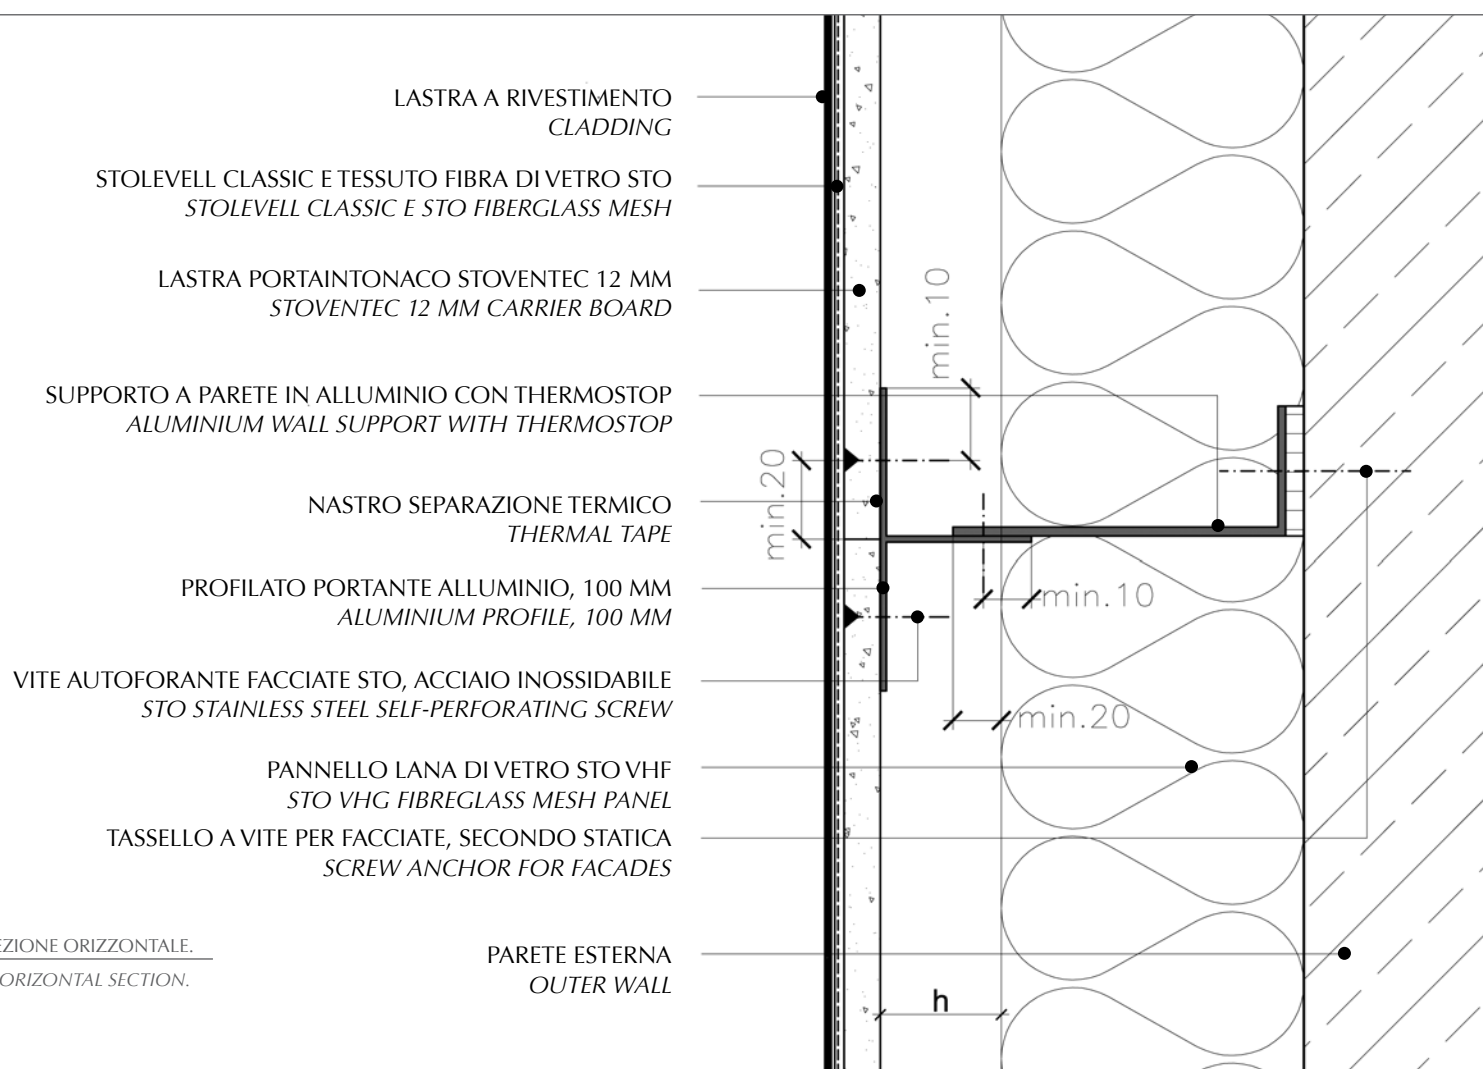 LASTRA A RIVESTIMENTO
CLADDING
STOLEVELL CLASSIC E TESSUTO FIBRA DI VETRO STO
STOLEVELL CLASSIC E STO FIBERGLASS MESH
LASTRA PORTAINTONACO STOVENTEC 12 MM
STOVENTEC 12 MM CARRIER BOARD
SUPPORTO A PARETE IN ALLUMINIO CON THERMOSTOP
ALUMINIUM WALL SUPPORT WITH THERMOSTOP
NASTRO SEPARAZIONE TERMICO
THERMAL TAPE
PROFILATO PORTANTE ALLUMINIO, 100 MM
ALUMINIUM PROFILE, 100 MM
VITE AUTOFORANTE FACCIATE STO, ACCIAIO INOSSIDABILE
STO STAINLESS STEEL SELF-PERFORATING SCREW
PANNELLO LANA DI VETRO STO VHF
STO VHG FIBREGLASS MESH PANEL
TASSELLO A VITE PER FACCIATE, SECONDO STATICA
SCREW ANCHOR FOR FACADES
PARETE ESTERNA
OUTER WALL
EZIONE ORIZZONTALE.
ORIZONTAL SECTION.
min.10
min.20
min.10
min.20
h